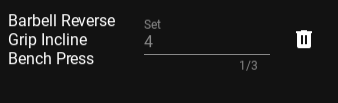 Barbell Reverse
Grip Incline
Bench Press
Set
4
1/3